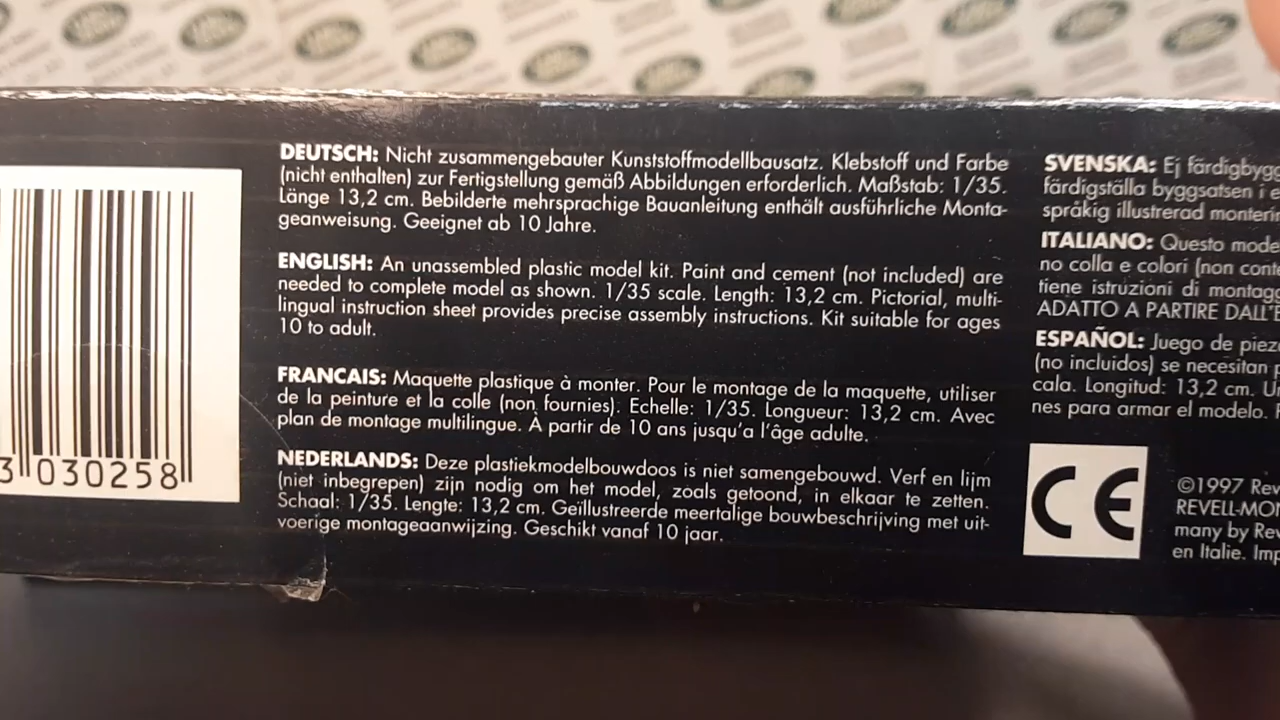 3 030258
DEUTSCH: Nicht zusammengebauter Kunststoffmodellbausatz. Klebstoff und Farbe
(nicht enthalten) zur Fertigstellung gemäß Abbildungen erforderlich. Maßstab: 1/35.
Länge 13,2 cm. Bebilderte mehrsprachige Bauanleitung enthält ausführliche Monta-
geanweisung. Geeignet ab 10 Jahre.
ENGLISH: An unassembled plastic model kit. Paint and cement (not included) are
needed to complete model as shown. 1/35 scale. Length: 13,2 cm. Pictorial, multi-
lingual instruction sheet provides precise assembly instructions. Kit suitable for ages
10 to adult.
FRANCAIS: Maquette plastique à monter. Pour le montage de la maquette, utiliser
de la peinture et la colle (non fournies). Echelle: 1/35. Longueur: 13,2 cm. Avec
plan de montage multilingue. À partir de 10 ans jusqu'a l'âge adulte.
NEDERLANDS: Deze plastiekmodelbouwdoos is niet samengebouwd. Verf en lijm
(niet inbegrepen) zijn nodig om het model, zoals getoond, in elkaar te zetten.
Schaal: 1/35. Lengte: 13,2 cm. Geïllustreerde meertalige bouwbeschrijving met uit-
voerige montageaanwijzing. Geschikt vanaf 10 jaar.
SVENSKA: Ej
färdigställa byggsatsen i
språkig illustrerad
ITALIANO: Questo
no colla e colori (non
tiene istruzioni di
ADATTO A PARTIRE
ESPAÑOL: Juego de
(no incluidos) se necesitan
cala. Longitud: 13,2 cm.
nes para armar el modelo.
CE
©1997
many by
en Italie.